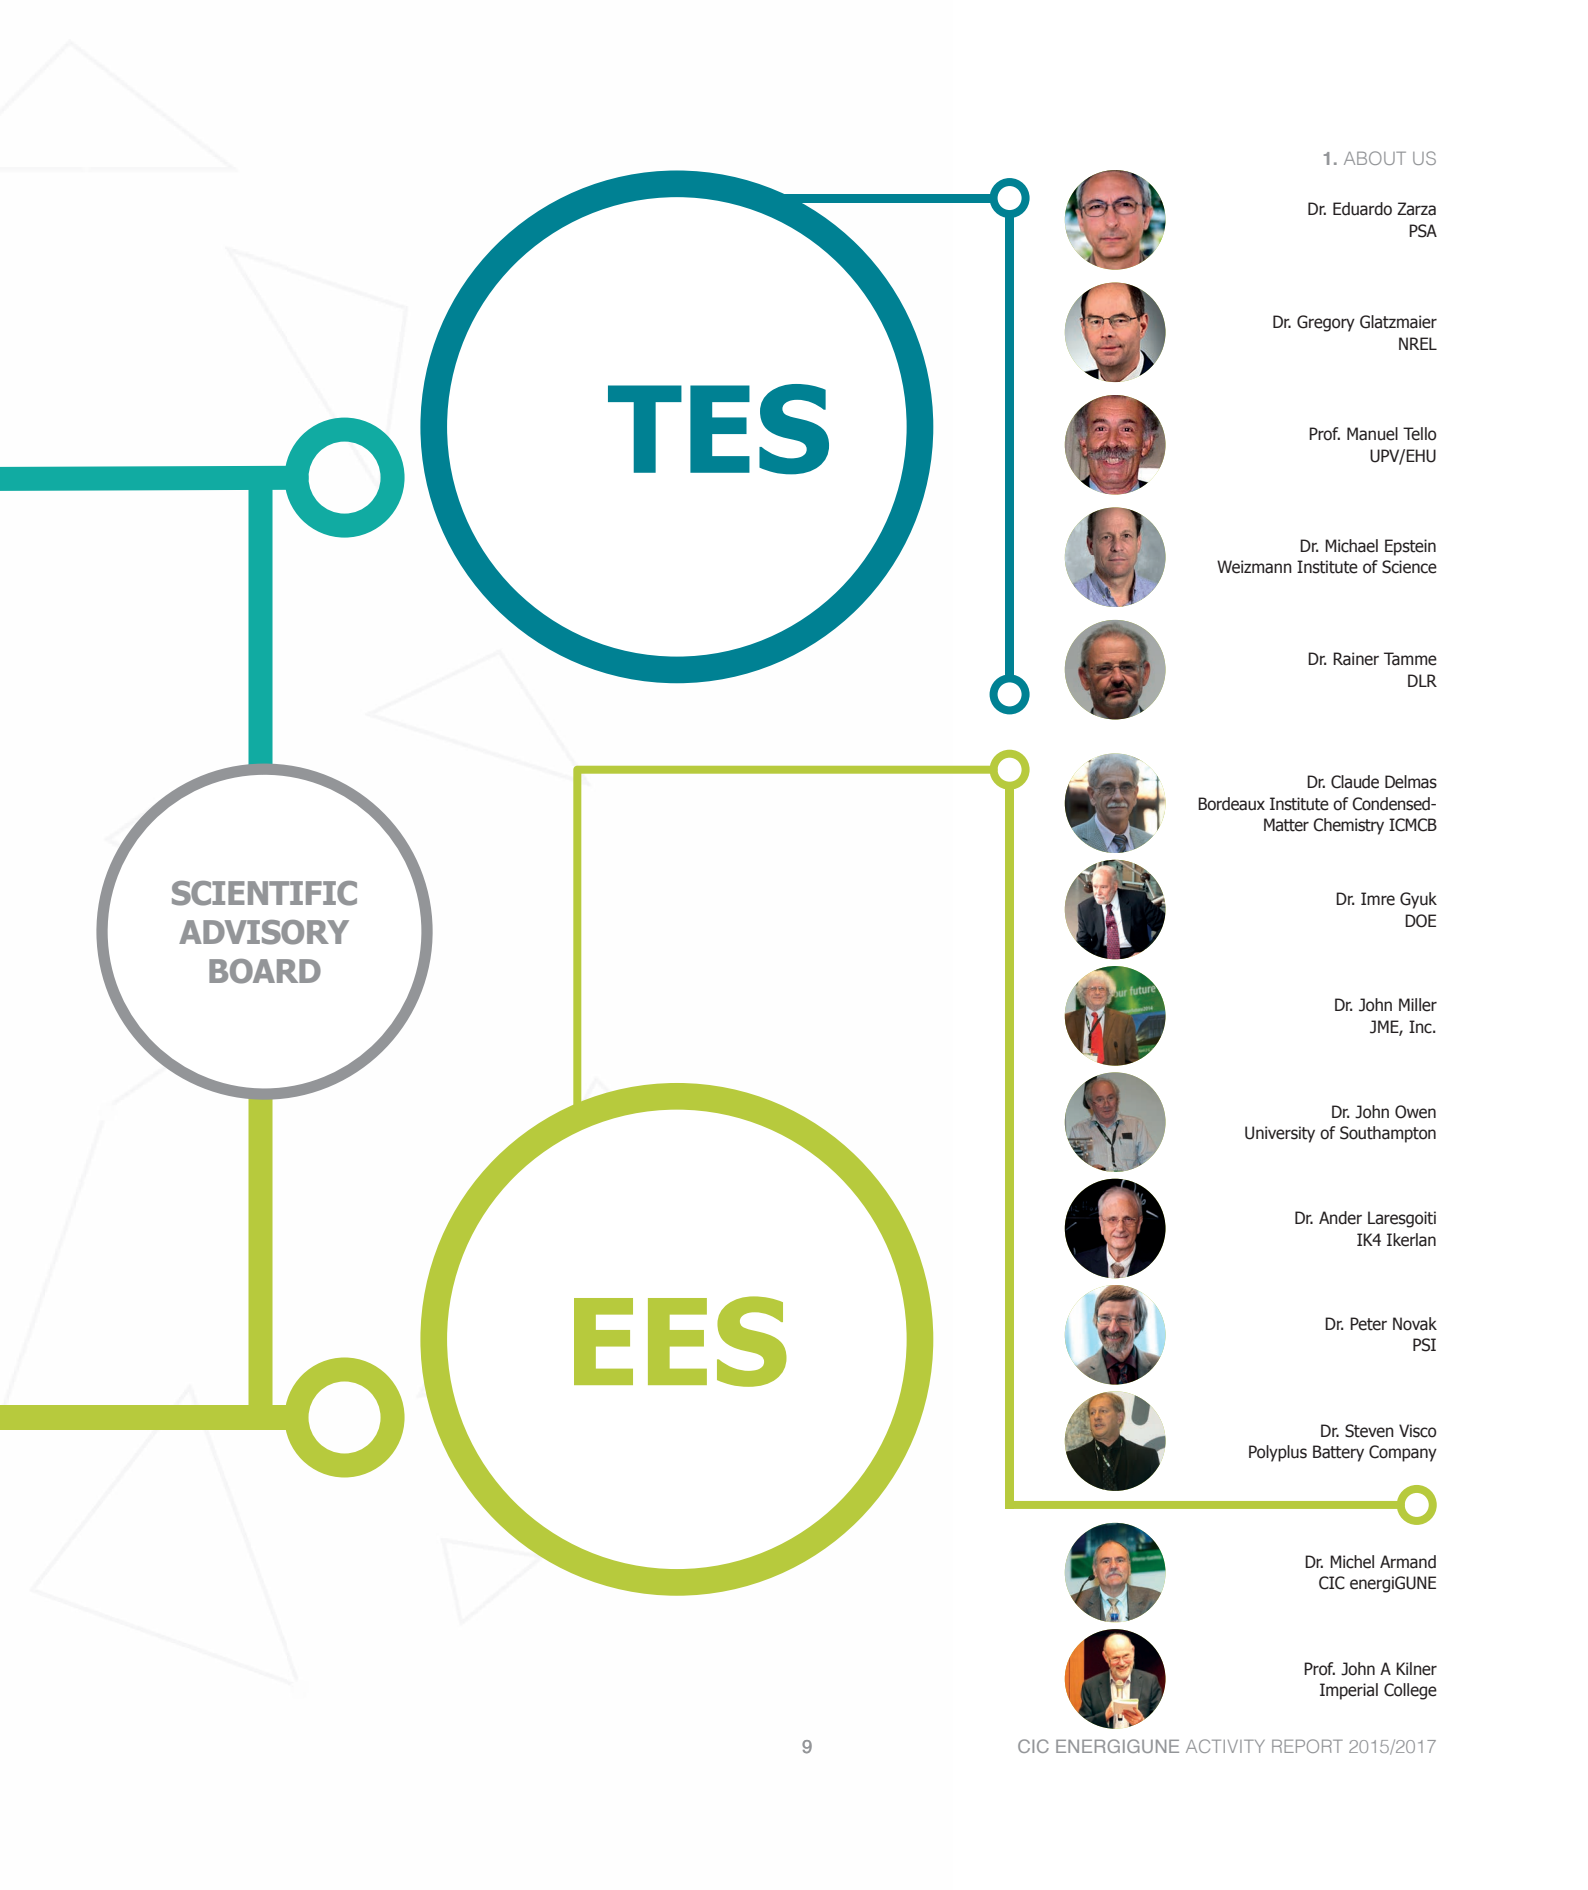 1. ABOUT US
TES
Dr. Eduardo Zarza
PSA
Dr. Gregory Glatzmaier
NREL
Prof. Manuel Tello
UPV/EHU
Dr. Michael Epstein
Weizmann Institute of Science
Dr. Rainer Tamme
DLR
SCIENTIFIC
ADVISORY
BOARD
EES
Dr. Claude Delmas
Bordeaux Institute of Condensed-
Matter Chemistry ICMCB
Dr. Imre Gyuk
DOE
our future
Dr. John Miller
JME, Inc.
Dr. John Owen
University of Southampton
Dr. Ander Laresgoiti
IK4 Ikerlan
Dr. Peter Novak
PSI
Dr. Steven Visco
Polyplus Battery Company
Dr. Michel Armand
CIC energiGUNE
Prof. John A Kilner
Imperial College
9
CIC ENERGIGUNE ACTIVITY REPORT 2015/2017